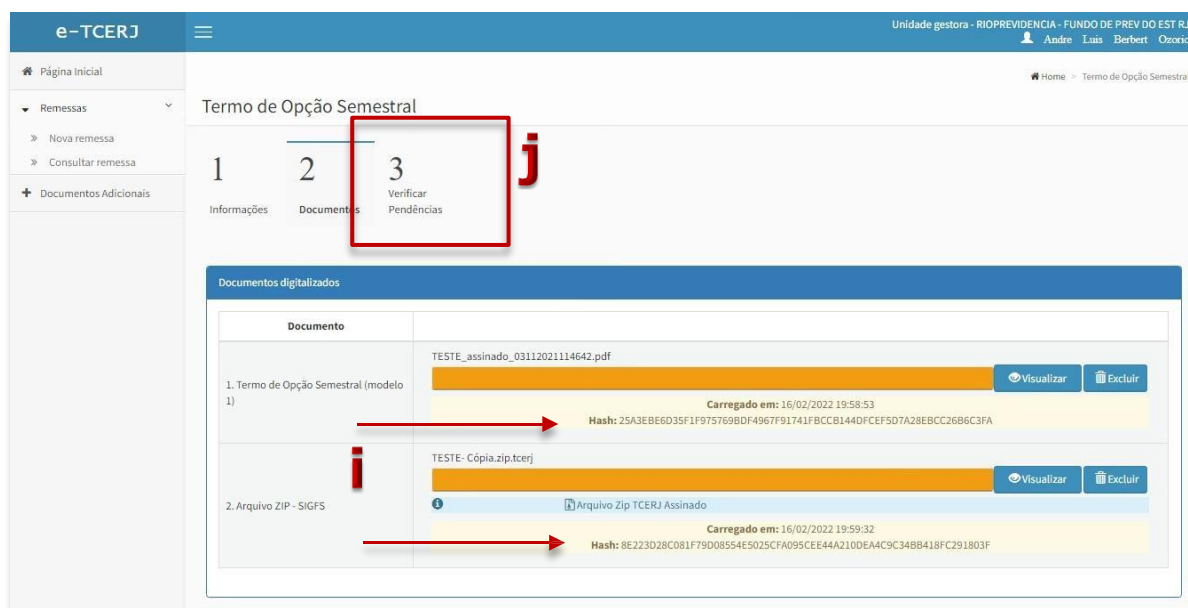 e-TCERJ
Unidade gestora - RIOPREVIDENCIA - FUNDO DE PREV DO EST RJ
Andre Luis Berbert Ozorio
Página Inicial
Home > Termo de Opção Semestral
Remessas
Termo de Opção Semestral
» Nova remessa
» Consultar remessa
Documentos Adicionais
1
2
3
j
Informações
Documentos
Verificar
Pendências
Documentos digitalizados
Documento
TESTE_assinado_03112021114642.pdf
1. Termo de Opção Semestral (modelo
1)
Visualizar
Excluir
Carregado em: 16/02/2022 19:58:53
Hash: 25A3EBE6D35F1F975769BDF4967F91741FBCCB144DFCEF5D7A28EBCC26B6C3FA
i
TESTE- Cópia.zip.tcerj
2. Arquivo ZIP - SIGFS
Visualizar
Excluir
Arquivo Zip TCERJ Assinado
Carregado em: 16/02/2022 19:59:32
Hash: 8E223D28C081F79D08554E5025CFA095CEE44A210DEA4C9C34BB418FC291803F